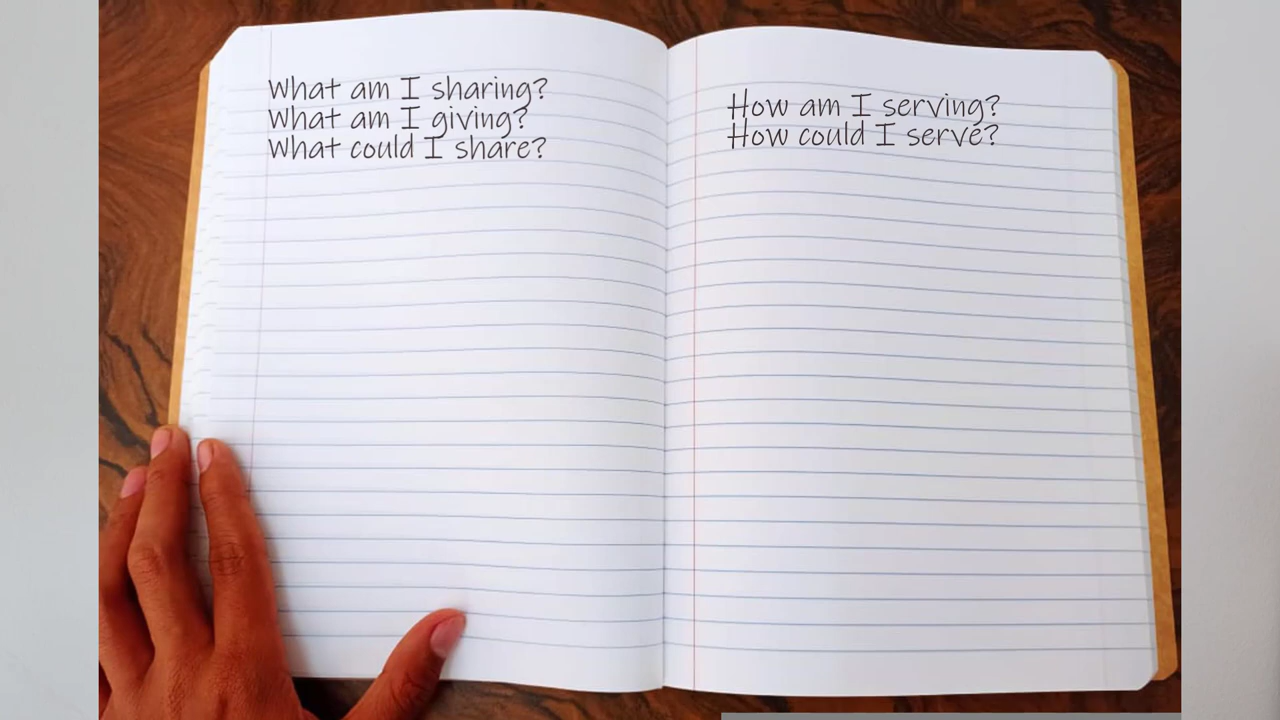 What am I sharing?
What am I giving?
What could I share?
How am I serving?
How could I serve?